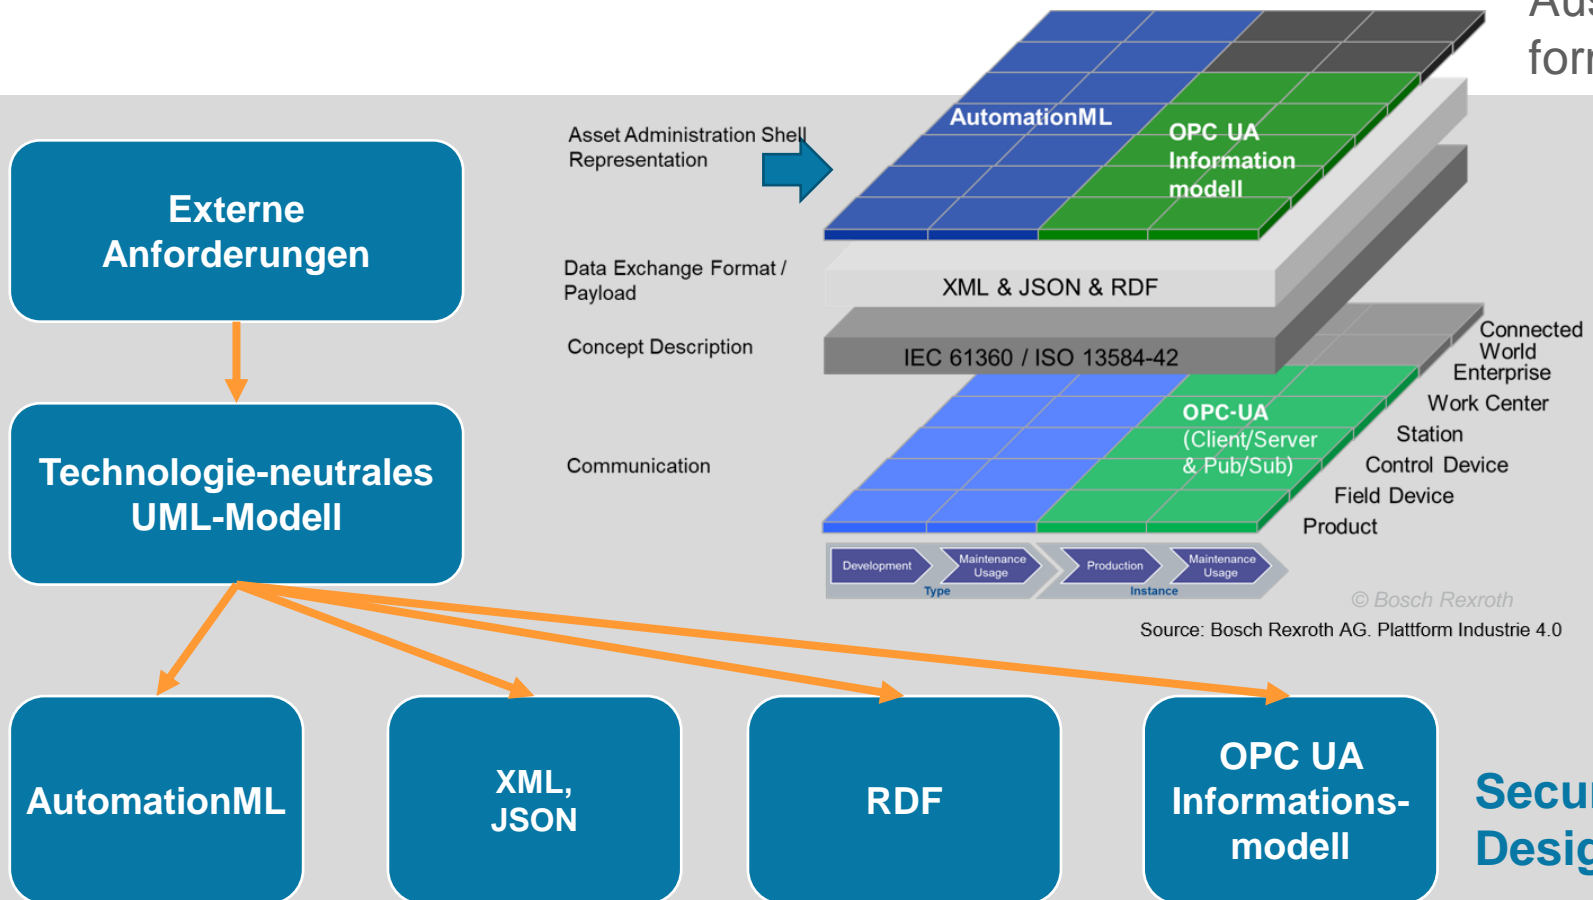 Externe
Anforderungen
Technologie-neutrales
UML-Modell
Asset Administration Shell
Representation
AutomationML
OPC UA
Information
modell
Data Exchange Format /
Payload
XML & JSON & RDF
Concept Description
IEC 61360 / ISO 13584-42
Communication
OPC-UA
(Client/Server
& Pub/Sub)
Connected
World
Enterprise
Work Center
Station
Control Device
Field Device
Product
Development
Maintenance
Usage
Production
Maintenance
Usage
Type
Instance
© Bosch Rexroth
Source: Bosch Rexroth AG. Plattform Industrie 4.0
AutomationML
XML,
JSON
RDF
OPC UA
Informations-
modell